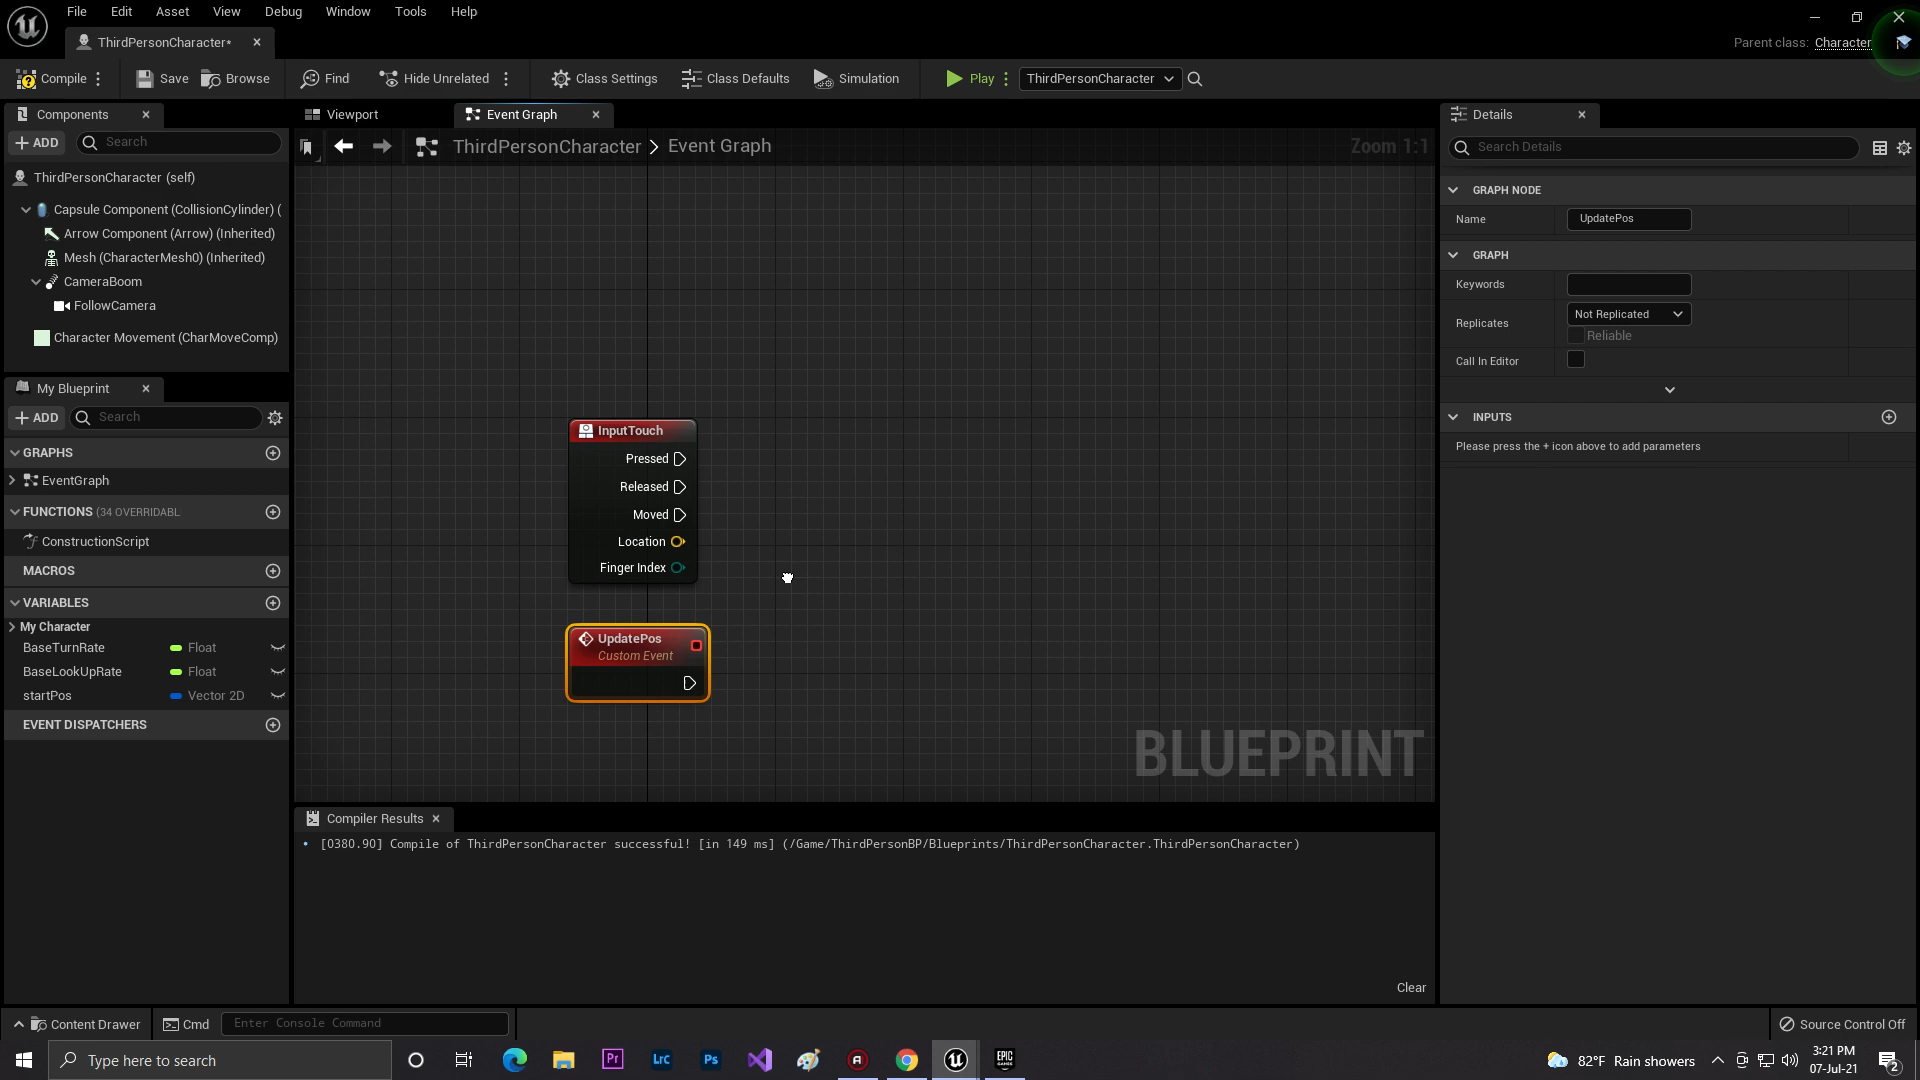 File Edit Asset View Debug Window Tools Help
ThirdPersonCharacter*
Parent class: Character
Compile Save Browse Find Hide Unrelated Class Settings Class Defaults Simulation Play ThirdPersonCharacter
Components
ADD Search
ThirdPersonCharacter (self)
Capsule Component (CollisionCylinder) (
Arrow Component (Arrow) (Inherited)
Mesh (CharacterMesh0) (Inherited)
CameraBoom
FollowCamera
Character Movement (CharMoveComp)
My Blueprint
ADD Search
GRAPHS
EventGraph
FUNCTIONS (34 OVERRIDABL
ConstructionScript
MACROS
VARIABLES
My Character
BaseTurnRate Float
BaseLookUpRate Float
startPos Vector 2D
EVENT DISPATCHERS
Viewport Event Graph
ThirdPersonCharacter > Event Graph
Zoom 1:1
InputTouch
Pressed
Released
Moved
Location
Finger Index
UpdatePos
Custom Event
BLUEPRINT
Compiler Results
• [0380.90] Compile of ThirdPersonCharacter successful! [in 149 ms] (/Game/ThirdPersonBP/Blueprints/ThirdPersonCharacter.ThirdPersonCharacter)
Clear
Details
Search Details
GRAPH NODE
Name UpdatePos
GRAPH
Keywords
Replicates Not Replicated
Reliable
Call In Editor
INPUTS
Please press the + icon above to add parameters
Content Drawer Cmd Enter Console Command
Source Control Off
Type here to search
Pr Lrc Ps
EPIC GAMES
82°F Rain showers
3:21 PM
07-Jul-21
2